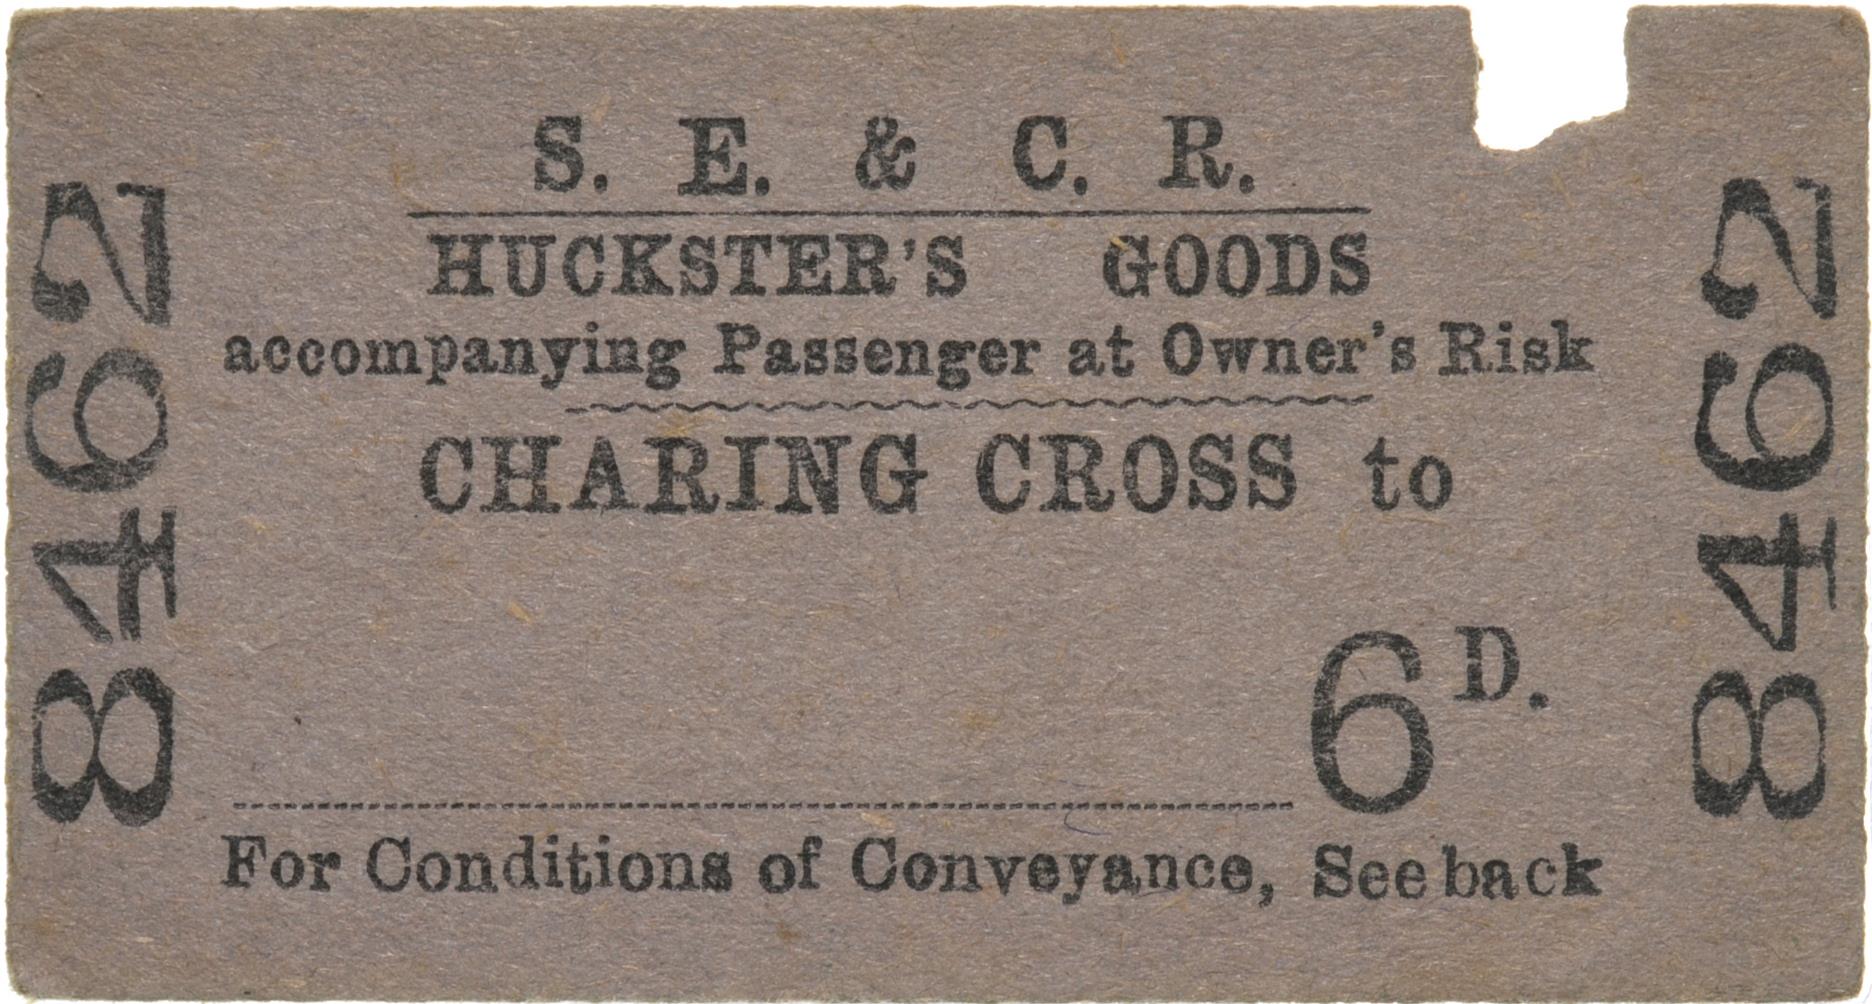 S. E. & C. R.
HUCKSTER'S GOODS
accompanying Passenger at Owner's Risk
CHARING CROSS to
6D.
For Conditions of Conveyance, See back
8462
8462